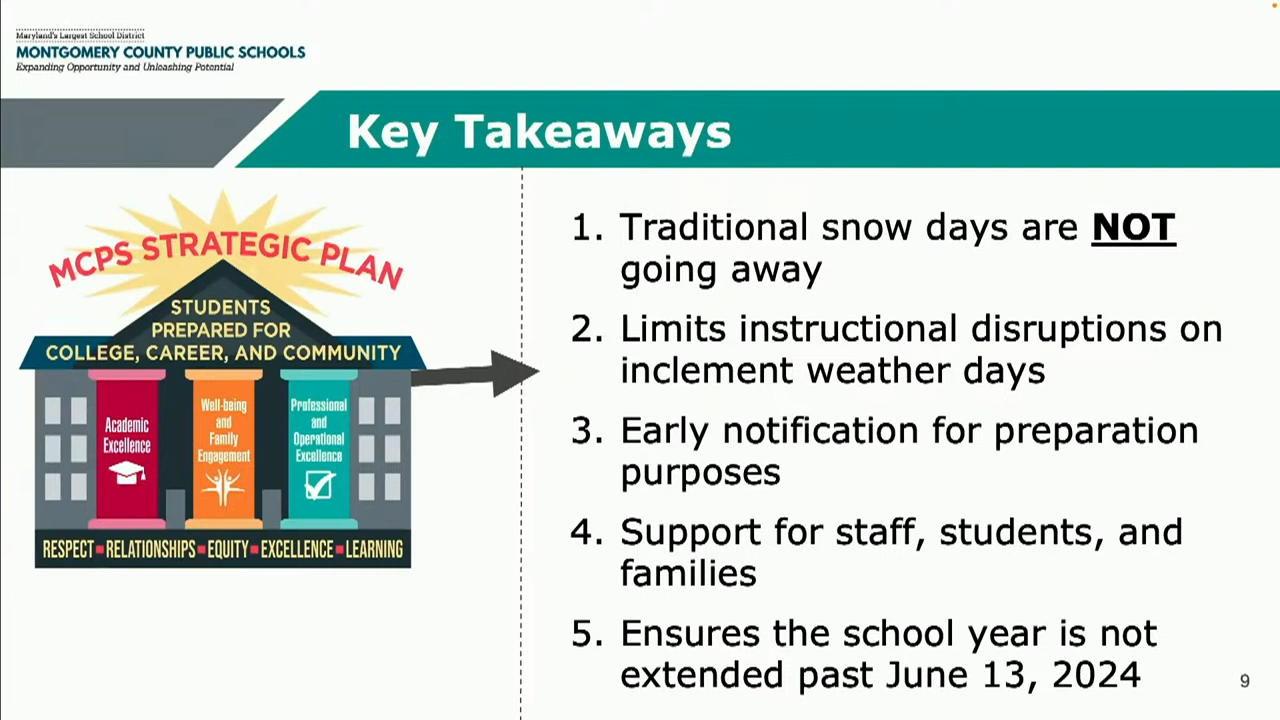 Maryland's Largest School District
MONTGOMERY COUNTY PUBLIC SCHOOLS
Expanding Opportunity and Unleashing Potential
Key Takeaways
MCPS STRATEGIC PLAN
STUDENTS
PREPARED FOR
COLLEGE, CAREER, AND COMMUNITY
Academic
Excellence
Well-being
and
Family
Engagement
Professional
and
Operational
Excellence
RESPECT▪RELATIONSHIPS▪EQUITY▪EXCELLENCE▪LEARNING
1. Traditional snow days are NOT
going away
2. Limits instructional disruptions on
inclement weather days
3. Early notification for preparation
purposes
4. Support for staff, students, and
families
5. Ensures the school year is not
extended past June 13, 2024
9